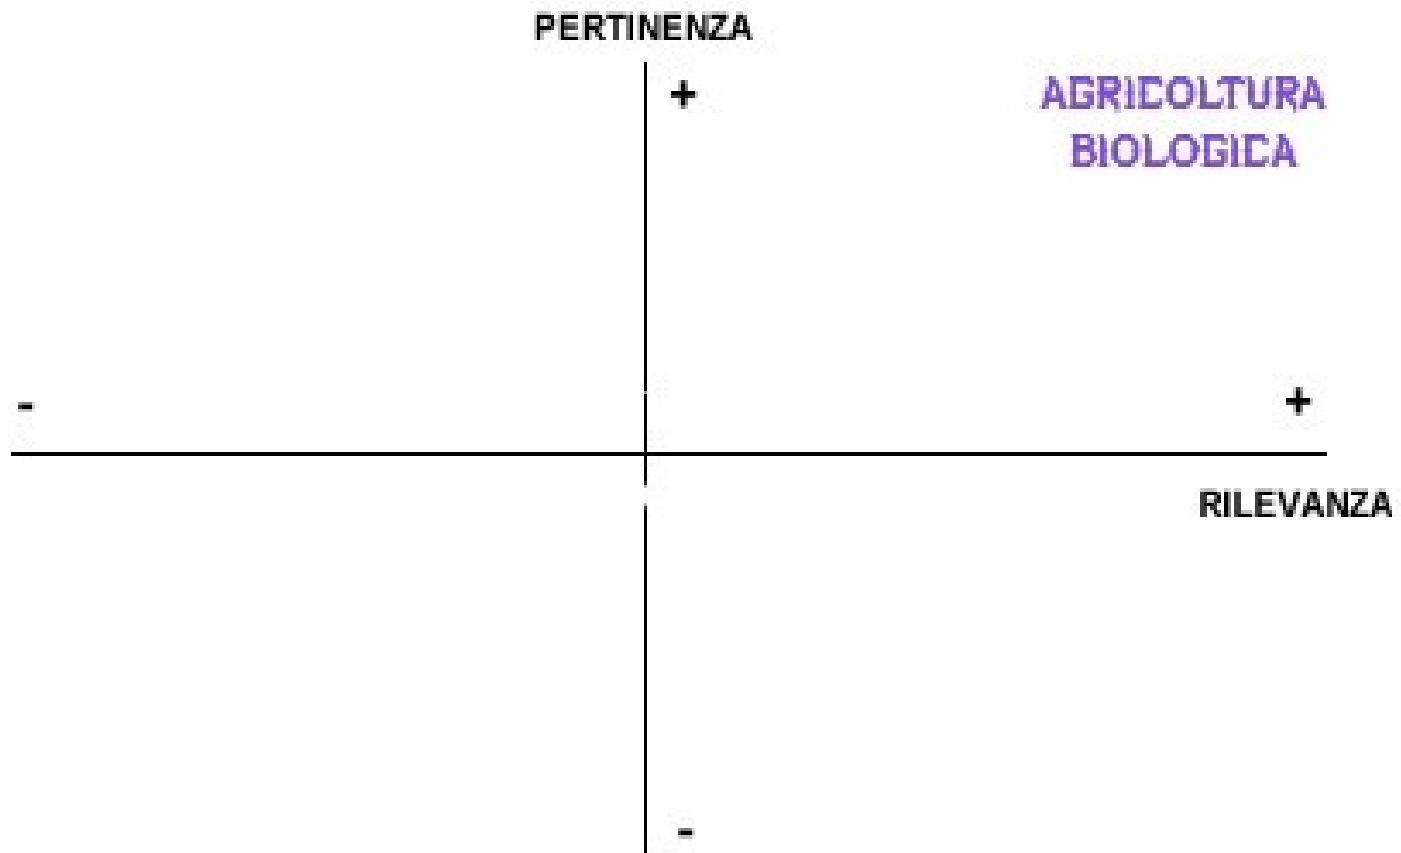 PERTINENZA
+
AGRICOLTURA
BIOLOGICA
-
+
RILEVANZA
-